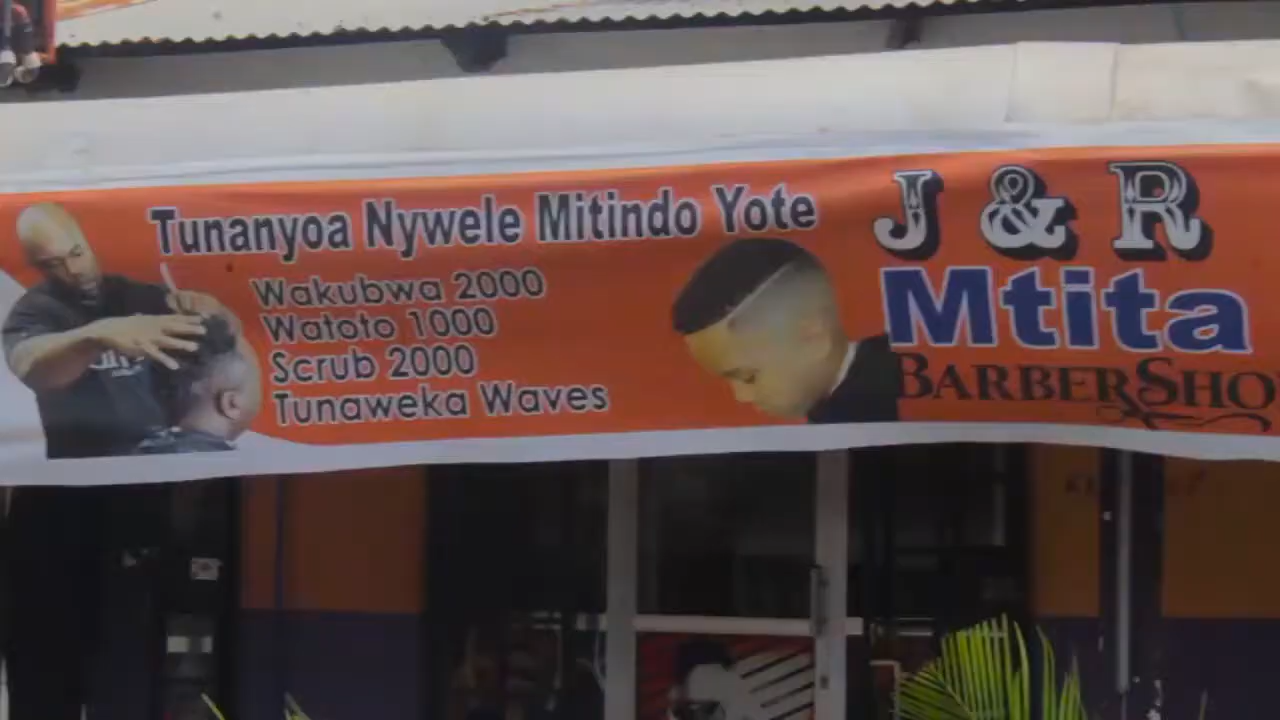 Tunanyoa Nywele Mitindo Yote
Wakubwa 2000
Watoto 1000
Scrub 2000
Tunaweka Waves
J & R
Mtita
BARBERSHO